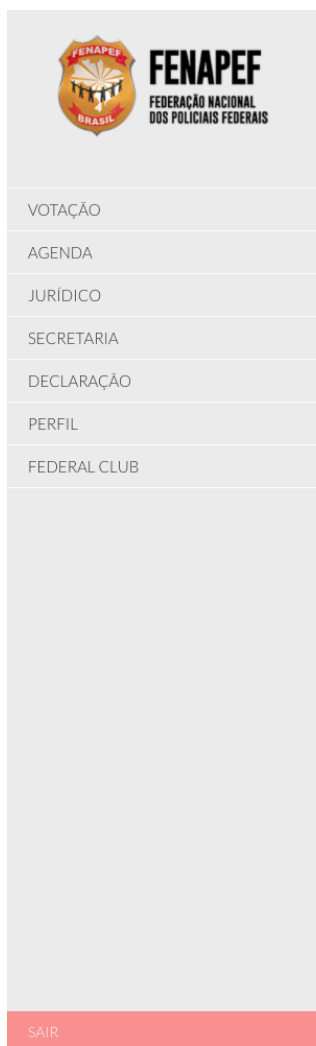 FENAPEF
BRASIL
FENAPEF
FEDERAÇÃO NACIONAL
DOS POLICIAIS FEDERAIS
VOTAÇÃO
AGENDA
JURÍDICO
SECRETARIA
DECLARAÇÃO
PERFIL
FEDERAL CLUB
SAIR